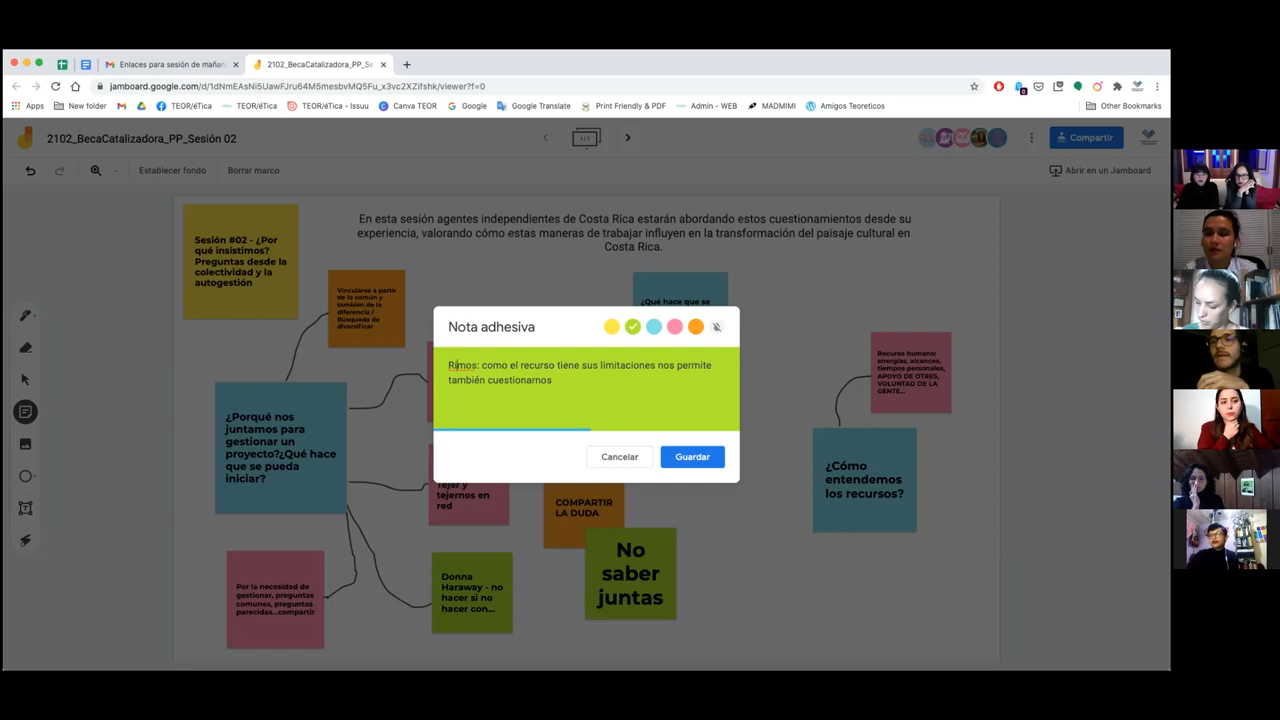 Enlaces para sesión de mañana
2102_BecaCatalizadora_PP_Se
jamboard.google.com/d/1dNmEAsNi5UawFJru64M5mesbvMQ5Fu_x3vc2XZifshk/viewer?f=0
Apps
New folder
TEOR/éTica
TEOR/éTica
TEOR/éTica - Issuu
Canva TEOR
Google
Google Translate
Print Friendly & PDF
Admin - WEB
MADMIMI
Amigos Teoreticos
Other Bookmarks
2102_BecaCatalizadora_PP_Sesión 02
1/1
Compartir
Establecer fondo
Borrar marco
Abrir en un Jamboard
Sesión #02 - ¿Por
qué insistimos?
Preguntas desde la
colectividad y la
autogestión
En esta sesión agentes independientes de Costa Rica estarán abordando estos cuestionamientos desde su
experiencia, valorando cómo estas maneras de trabajar influyen en la transformación del paisaje cultural en
Costa Rica.
Vincularse a partir
de lo común y
también de la
diferencia /
Búsqueda de
diversificar
¿Qué hace que se
Nota adhesiva
Rimos: como el recurso tiene sus limitaciones nos permite
también cuestionarnos
Cancelar
Guardar
Recurso humano:
energías, alcances,
tiempos personales,
APOYO DE OTRES,
VOLUNTAD DE LA
GENTE...
¿Porqué nos
juntamos para
gestionar un
proyecto?¿Qué hace
que se pueda
iniciar?
Tejer y
tejernos en
red
COMPARTIR
LA DUDA
¿Cómo
entendemos
los recursos?
No
saber
juntas
Por la necesidad de
gestionar, preguntas
comunes, preguntas
parecidas...compartir
Donna
Haraway - no
hacer si no
hacer con...